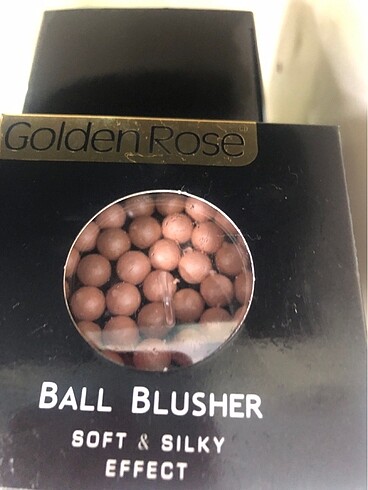 Golden Rose
BALL BLUSHER
SOFT & SILKY
EFFECT